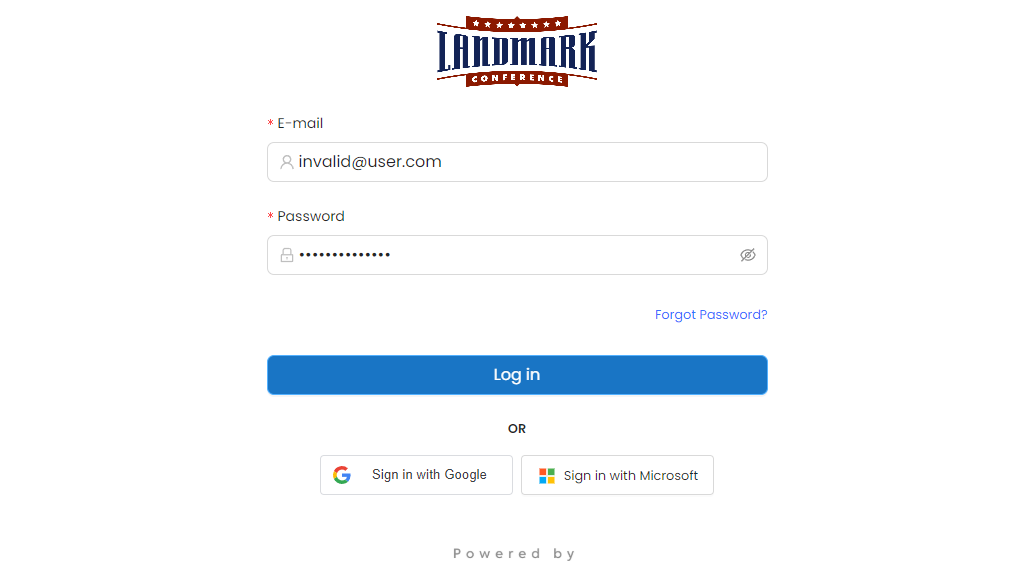 LANDMARK
CONFERENCE
* E-mail
invalid@user.com
* Password
••••••••••••••
Forgot Password?
Log in
OR
Sign in with Google
Sign in with Microsoft
Powered by